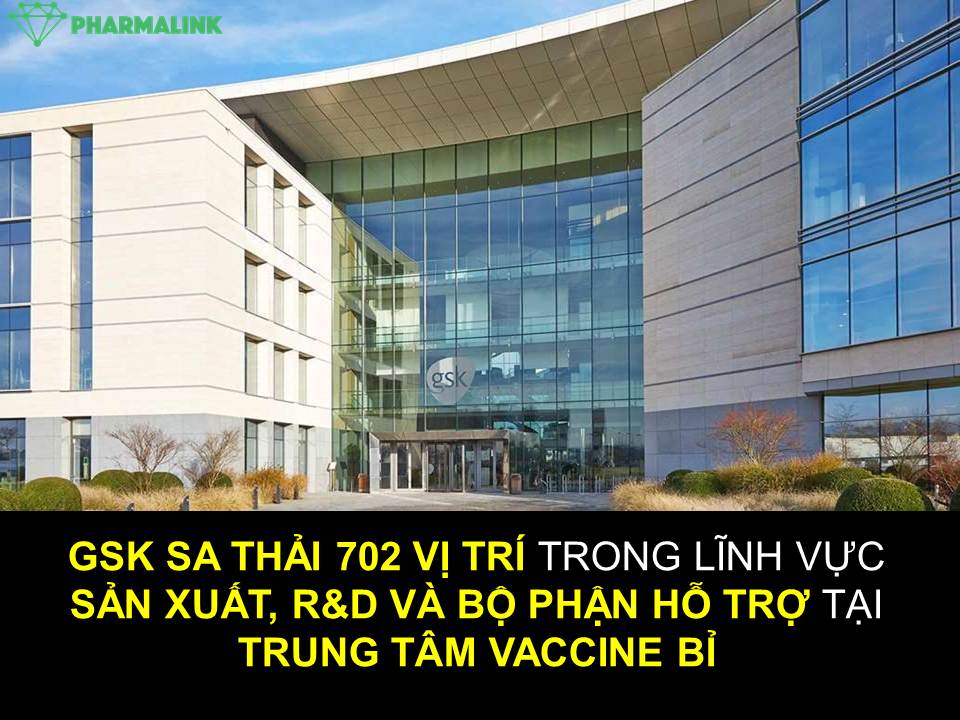 PHARMALINK
gsk
GSK SA THẢI 702 VỊ TRÍ TRONG LĨNH VỰC
SẢN XUẤT, R&D VÀ BỘ PHẬN HỖ TRỢ TẠI
TRUNG TÂM VACCINE BỈ